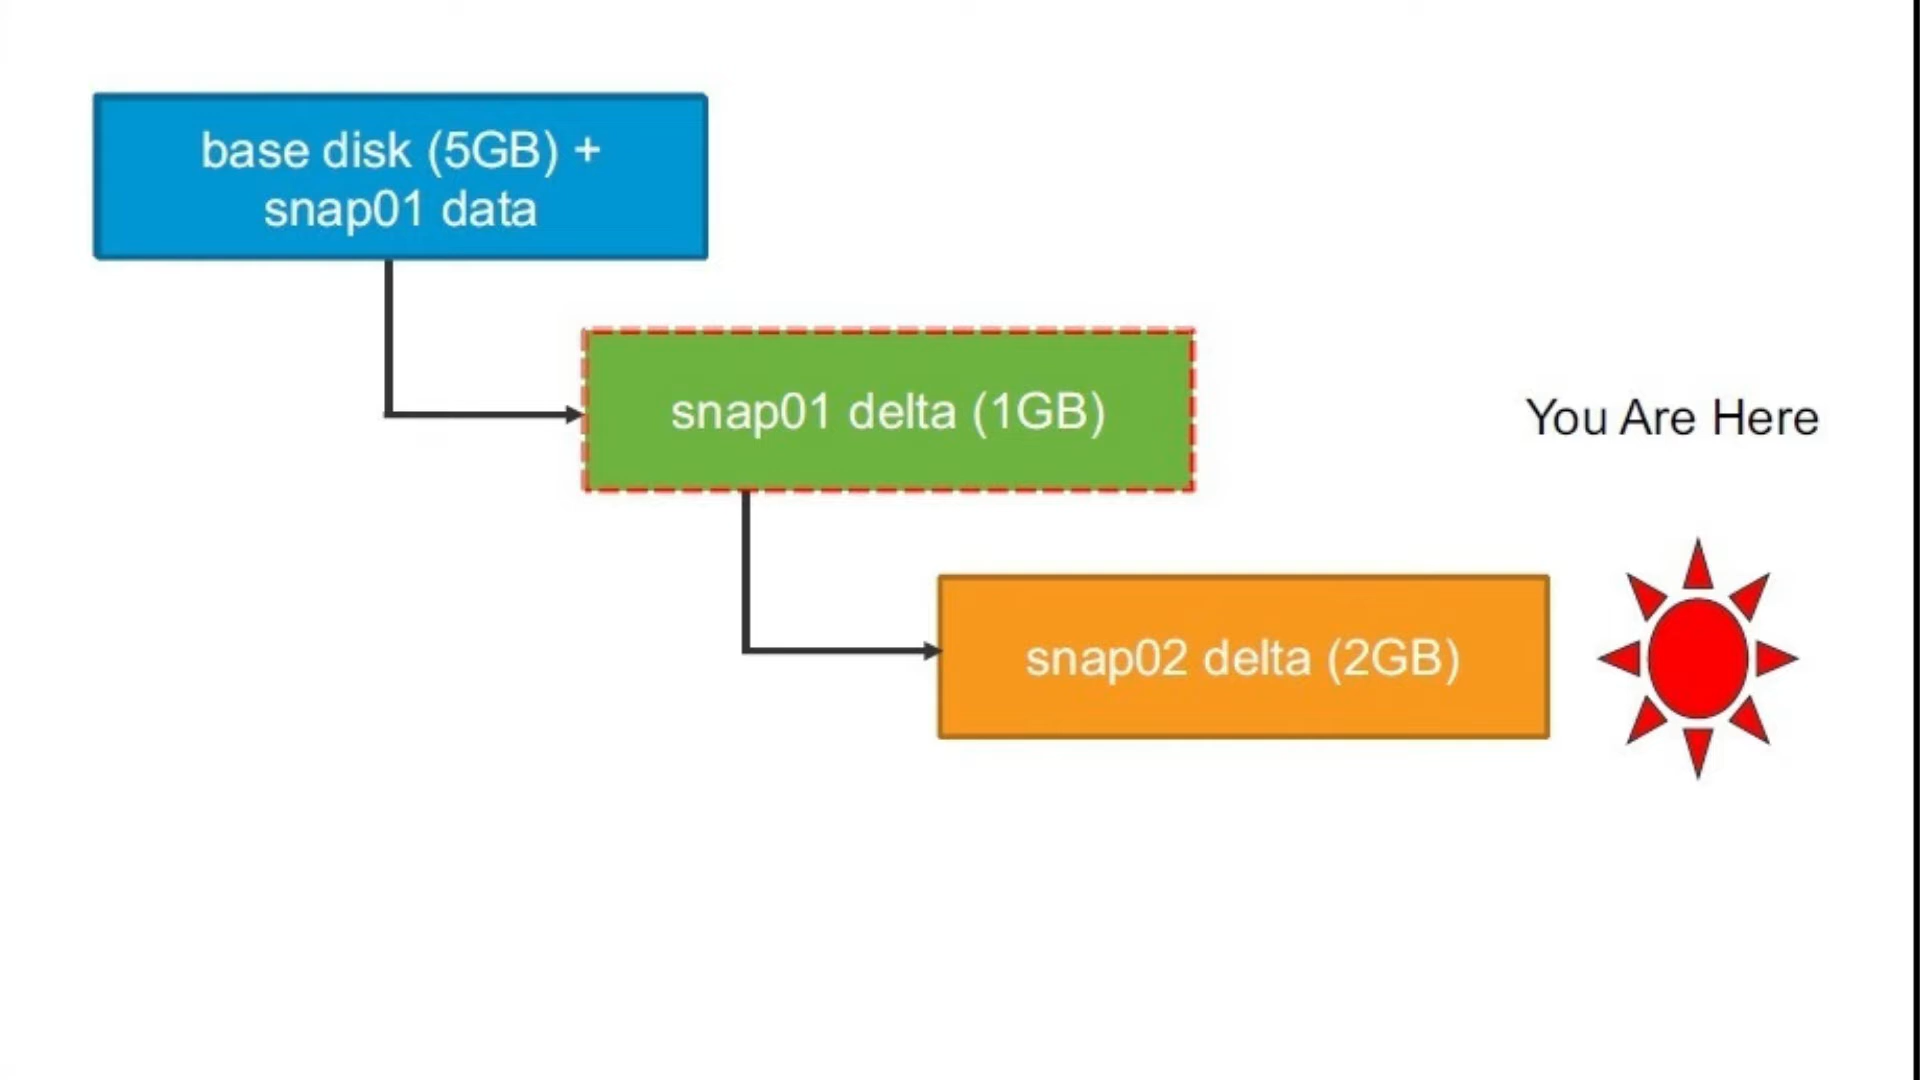 base disk (5GB) +
snap01 data
snap01 delta (1GB)
You Are Here
snap02 delta (2GB)